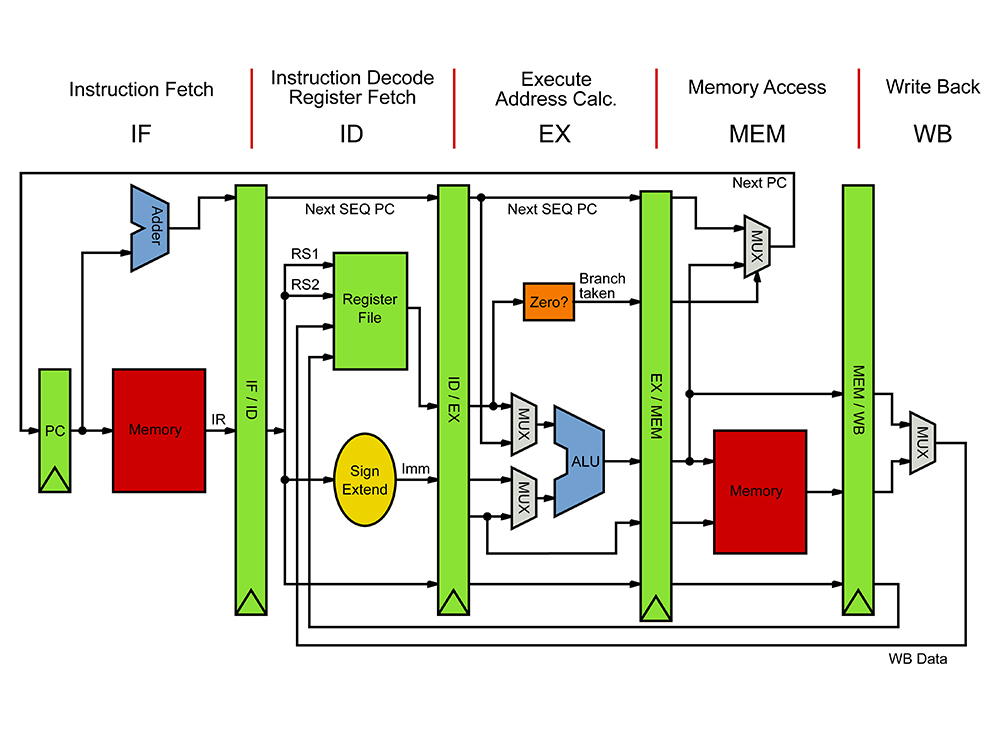 Instruction Fetch
IF
Instruction Decode
Register Fetch
ID
Execute
Address Calc.
EX
Memory Access
MEM
Write Back
WB
Next PC
Adder
Next SEQ PC
Next SEQ PC
MUX
RS1
RS2
Register
File
Branch
taken
Zero?
IF / ID
ID / EX
EX / MEM
MEM / WB
PC
Memory
IR
MUX
ALU
MUX
Sign
Extend
Imm
MUX
Memory
MUX
WB Data